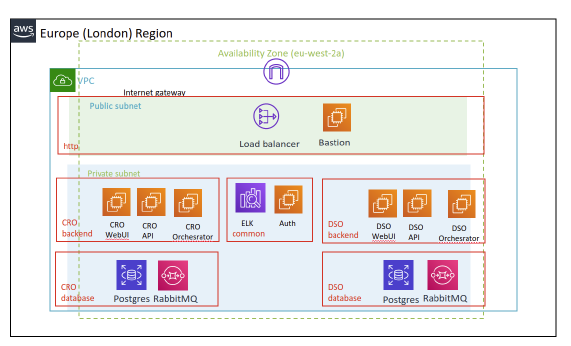 aws
Europe (London) Region
Availability Zone (eu-west-2a)
VPC
Internet gateway
Public subnet
Load balancer
Bastion
http
Private subnet
CRO
backend
CRO
WebUI
CRO
API
CRO
Orchesrator
ELK
common
Auth
DSO
backend
DSO
WebUI
DSO
API
DSO
Orchesrator
CRO
database
Postgres
RabbitMQ
DSO
database
Postgres
RabbitMQ